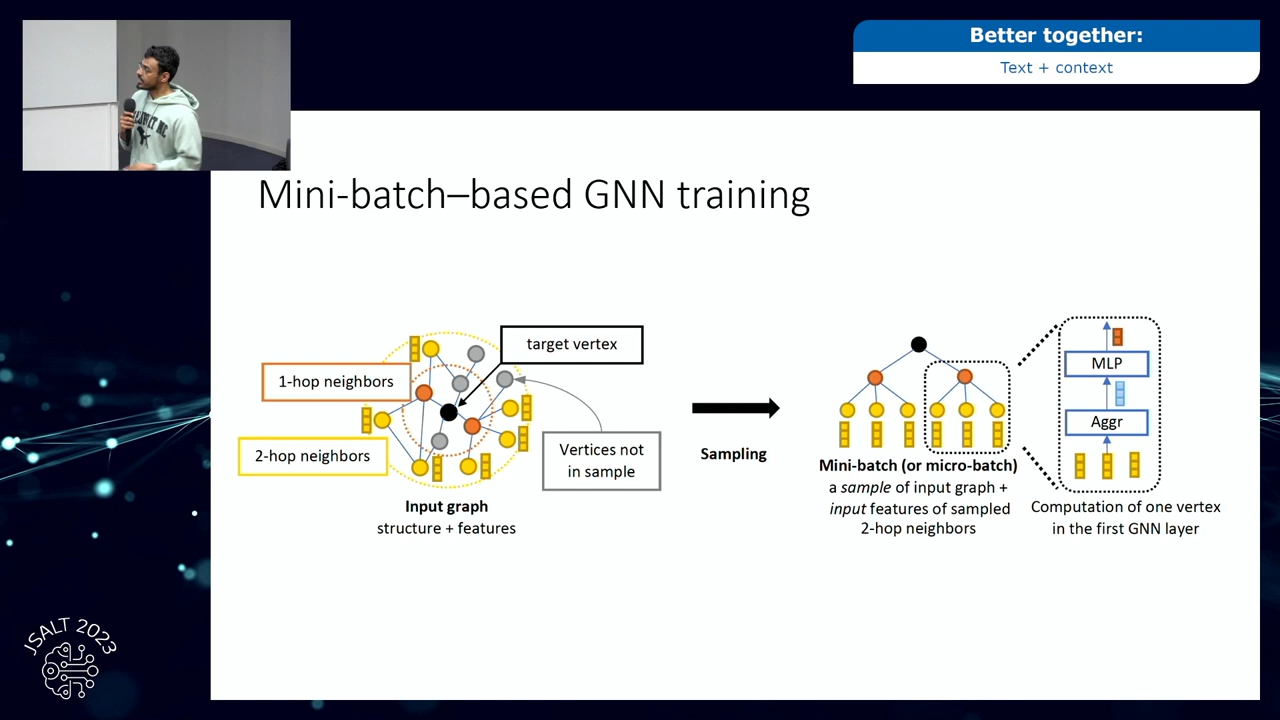 Better together:
Text + context
Mini-batch–based GNN training
target vertex
1-hop neighbors
2-hop neighbors
Vertices not
in sample
Input graph
structure + features
Sampling
Mini-batch (or micro-batch)
a sample of input graph +
input features of sampled
2-hop neighbors
MLP
Aggr
Computation of one vertex
in the first GNN layer
JSALT 2023